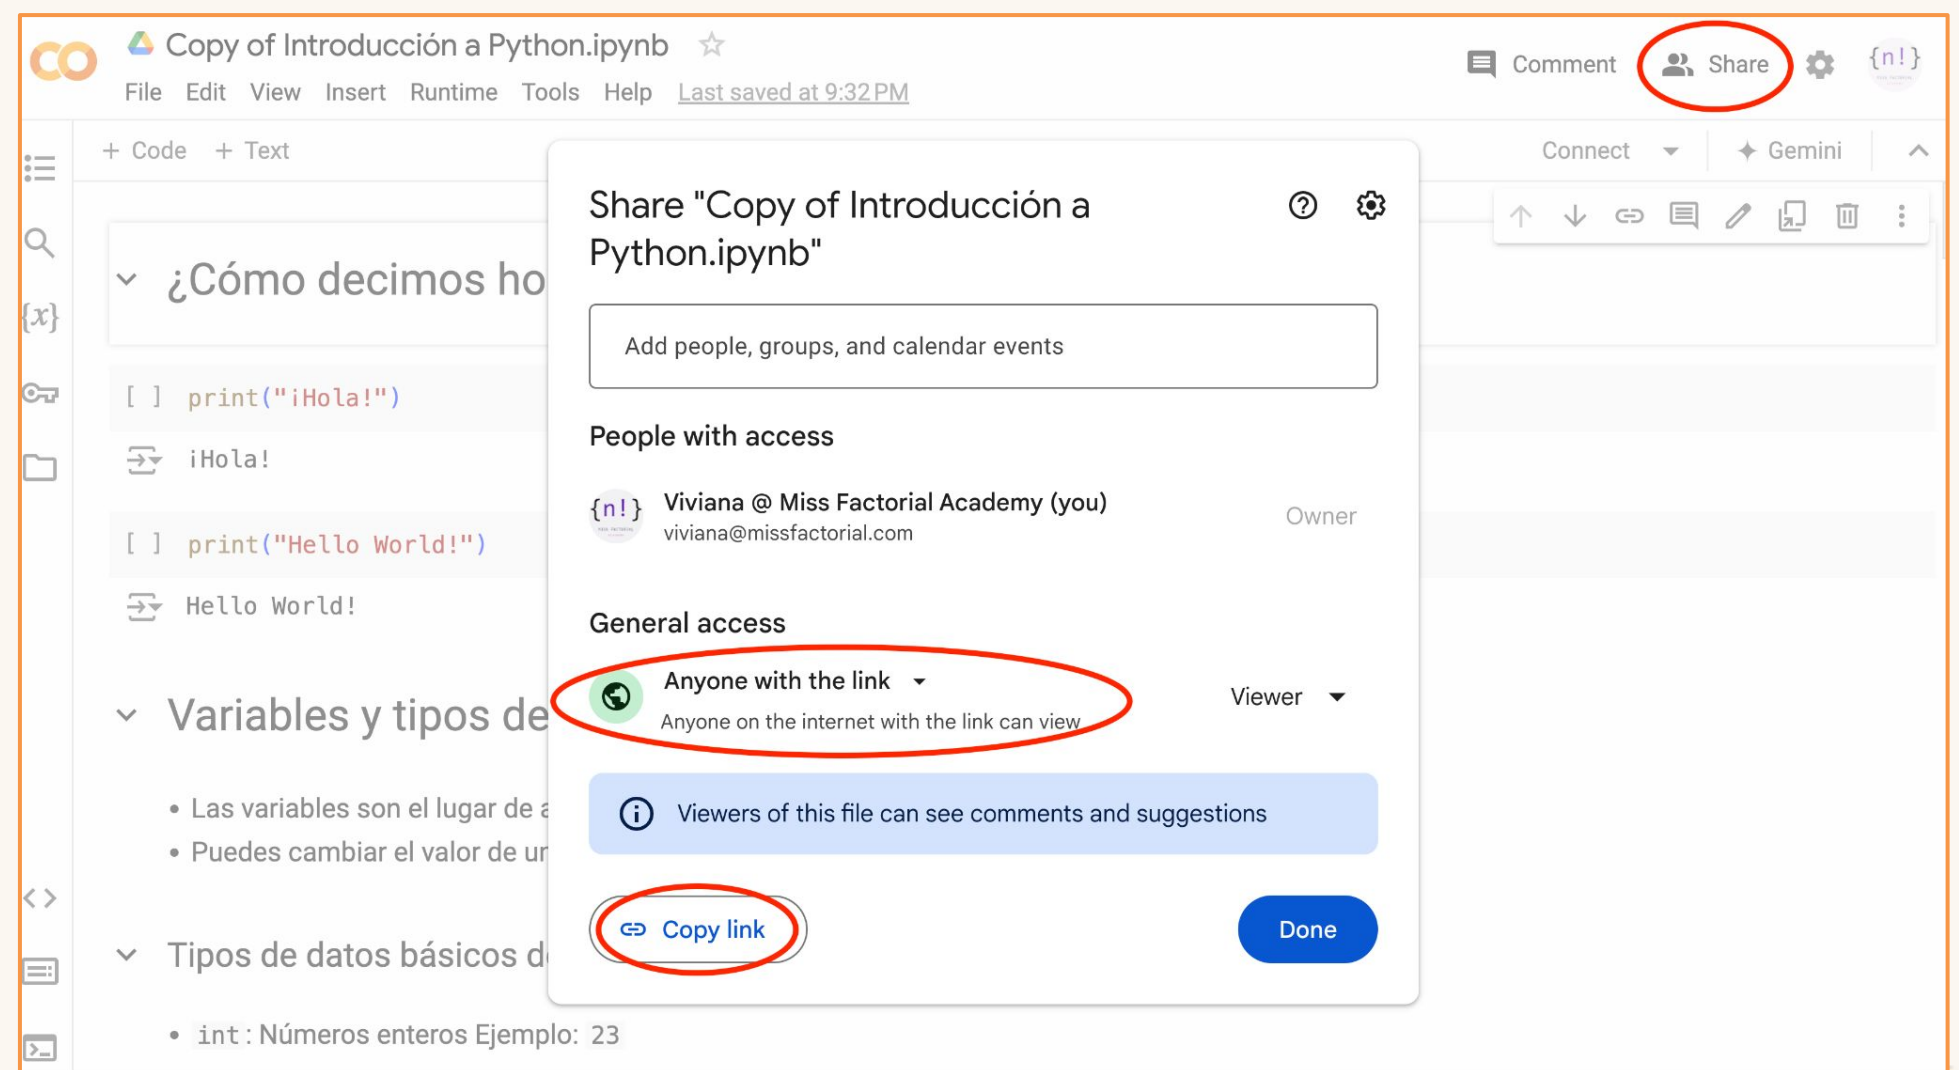 Copy of Introducción a Python.ipynb
File Edit View Insert Runtime Tools Help Last saved at 9:32 PM
Comment
Share
{n!}
+ Code + Text
Connect
Gemini
Share "Copy of Introducción a
Python.ipynb"
Add people, groups, and calendar events
People with access
{n!}
Viviana @ Miss Factorial Academy (you)
viviana@missfactorial.com
Owner
General access
Anyone with the link
Anyone on the internet with the link can view
Viewer
Viewers of this file can see comments and suggestions
Copy link
Done
{x}
¿Cómo decimos ho
[ ] print("¡Hola!")
¡Hola!
[ ] print("Hello World!")
Hello World!
Variables y tipos de
• Las variables son el lugar de
• Puedes cambiar el valor de
Tipos de datos básicos
• int: Números enteros Ejemplo: 23